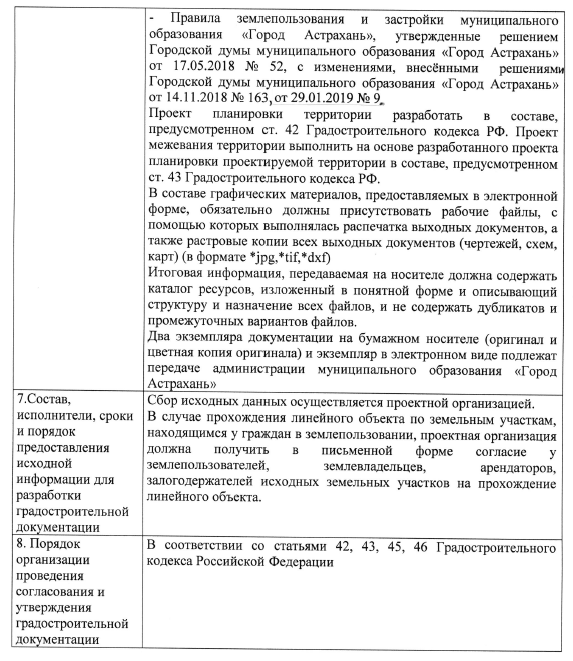 - Правила землепользования и застройки муниципального
образования «Город Астрахань», утвержденные решением
Городской думы муниципального образования «Город Астрахань»
от 17.05.2018 № 52, с изменениями, внесёнными решениями
Городской думы муниципального образования «Город Астрахань»
от 14.11.2018 № 163, от 29.01.2019 № 9.
Проект планировки территории разработать в составе,
предусмотренном ст. 42 Градостроительного кодекса РФ. Проект
межевания территории выполнить на основе разработанного проекта
планировки проектируемой территории в составе, предусмотренном
ст. 43 Градостроительного кодекса РФ.
В составе графических материалов, предоставляемых в электронной
форме, обязательно должны присутствовать рабочие файлы, с
помощью которых выполнялась распечатка выходных документов, а
также растровые копии всех выходных документов (чертежей, схем,
карт) (в формате *jpg,*tif,*dxf)
Итоговая информация, передаваемая на носителе должна содержать
каталог ресурсов, изложенный в понятной форме и описывающий
структуру и назначение всех файлов, и не содержать дубликатов и
промежуточных вариантов файлов.
Два экземпляра документации на бумажном носителе (оригинал и
цветная копия оригинала) и экземпляр в электронном виде подлежат
передаче администрации муниципального образования «Город
Астрахань»
7.Состав,
исполнители, сроки
и порядок
предоставления
исходной
информации для
разработки
градостроительной
документации
Сбор исходных данных осуществляется проектной организацией.
В случае прохождения линейного объекта по земельным участкам,
находящимся у граждан в землепользовании, проектная организация
должна получить в письменной форме согласие у
землепользователей, землевладельцев, арендаторов,
залогодержателей исходных земельных участков на прохождение
линейного объекта.
8. Порядок
организации
проведения
согласования и
утверждения
градостроительной
документации
В соответствии со статьями 42, 43, 45, 46 Градостроительного
кодекса Российской Федерации